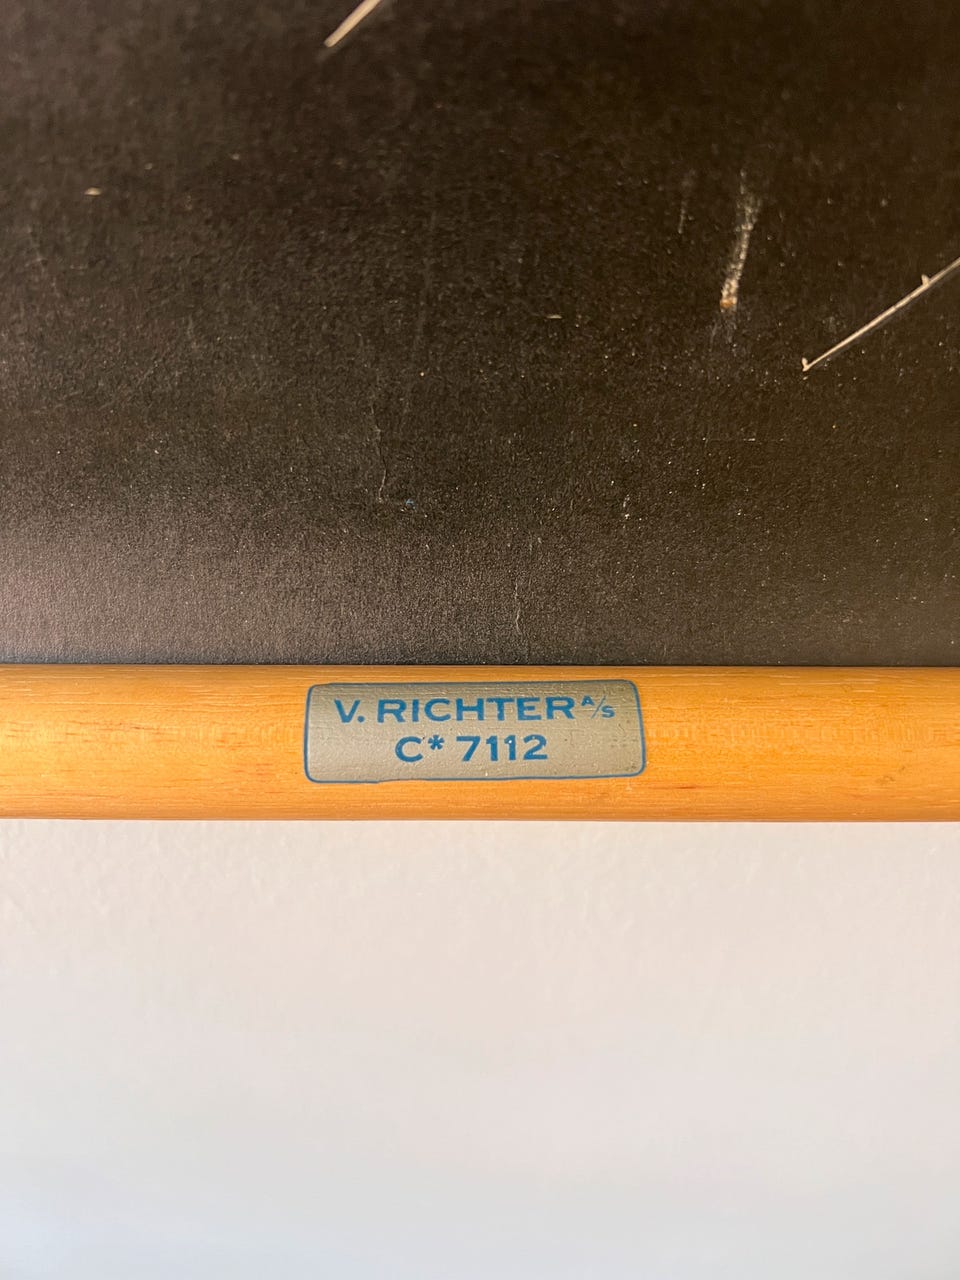 V. RICHTER A/S
C* 7112